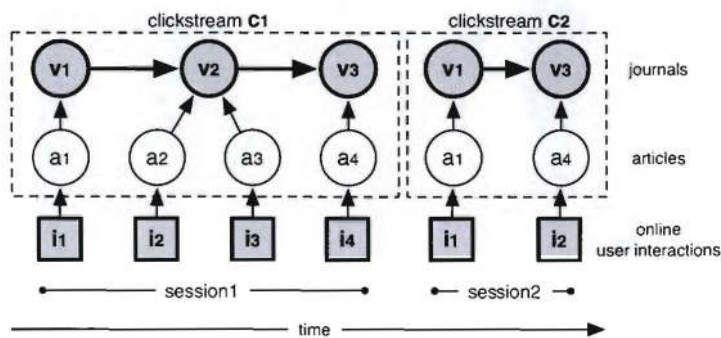 clickstream C1 clickstream C2
v1 v2 v3 v1 v3 journals
a1 a2 a3 a4 a1 a4 articles
i1 i2 i3 i4 i1 i2 online
user interactions
session1 session2
time